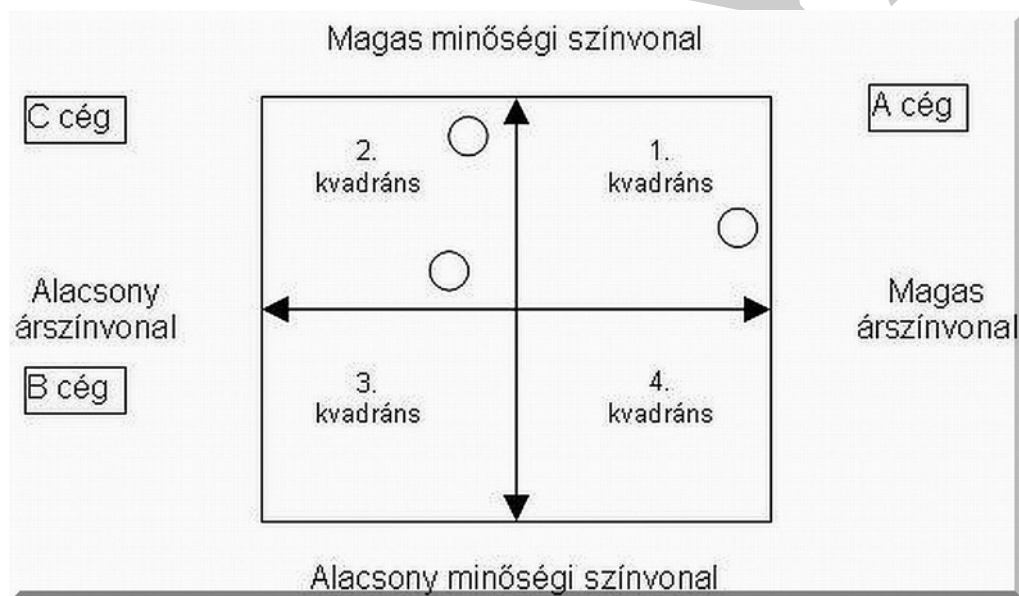 Magas minőségi színvonal
C cég
A cég
2.
kvadráns
1.
kvadráns
Alacsony
árszínvonal
Magas
árszínvonal
B cég
3.
kvadráns
4.
kvadráns
Alacsony minőségi színvonal